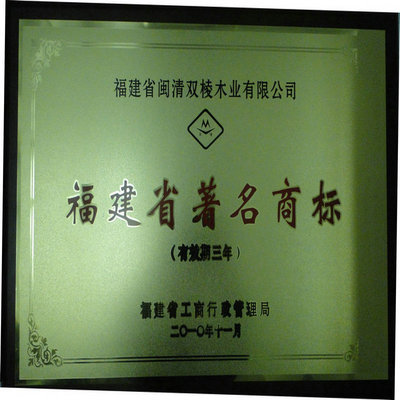 福建省闽清双棱木业有限公司
福建省著名商标
（有效期三年）
福建省工商行政管理局
二〇一〇年十一月